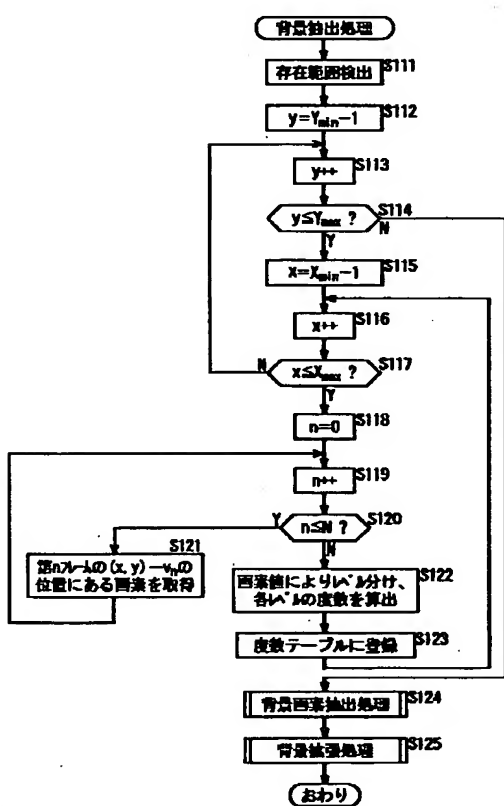 背景抽出処理
存在範囲検出 S111
y=Ymin-1 S112
y++ S113
y≤Ymax ? S114
N
Y
x=Xmin-1 S115
x++ S116
x≤Xmax ? S117
N
Y
n=0 S118
n++ S119
n≤N ? S120
Y
N
S121
第nフレームの(x, y)-vnの
位置にある画素を取得
画素値によりレベル分け、 S122
各レベルの度数を算出
度数テーブルに登録 S123
背景画素抽出処理 S124
背景拡張処理 S125
おわり